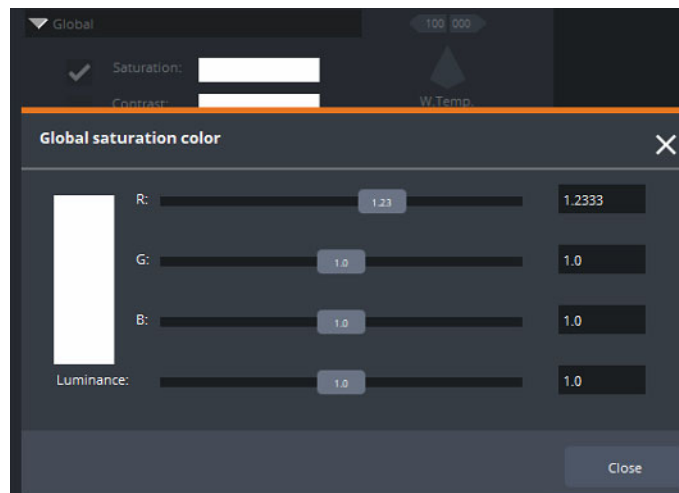 Global
100 000
Saturation:
Contrast:
W.Temp.
Global saturation color
R: 1.23 1.2333
G: 1.0 1.0
B: 1.0 1.0
Luminance: 1.0 1.0
Close